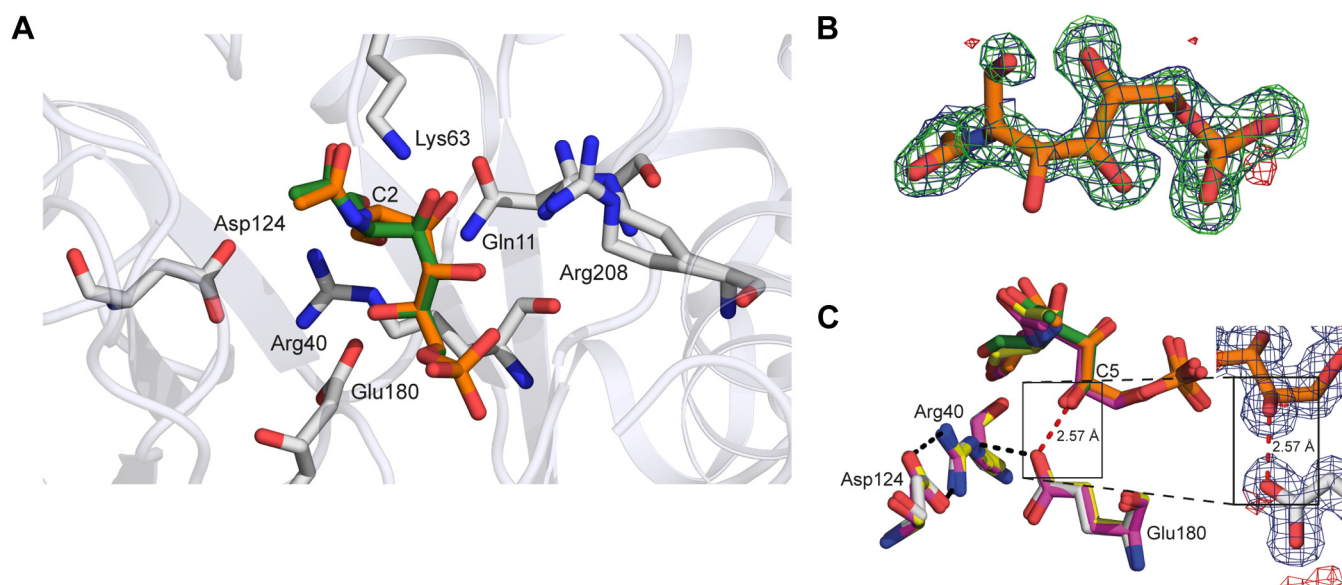 A
B
Lys63
C2
Asp124
Gln11
Arg208
Arg40
Glu180
C
C5
Arg40
2.57 Å
2.57 Å
Asp124
Glu180